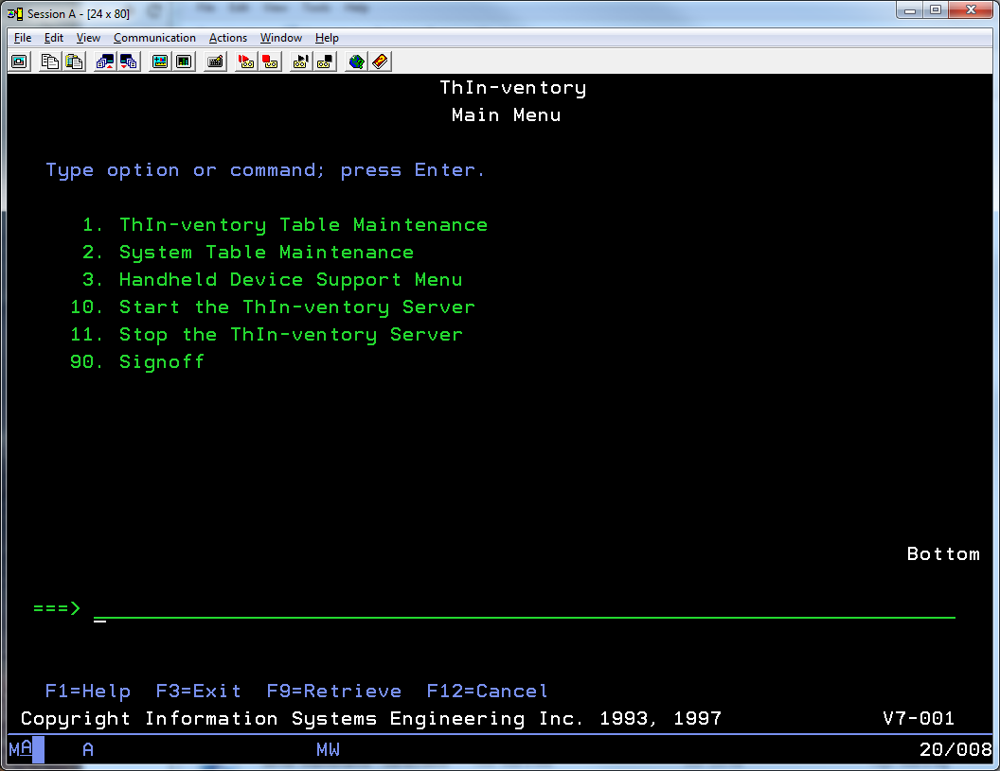 Session A - [24 x 80]
File Edit View Communication Actions Window Help
ThIn-ventory
Main Menu
Type option or command; press Enter.
1. ThIn-ventory Table Maintenance
2. System Table Maintenance
3. Handheld Device Support Menu
10. Start the ThIn-ventory Server
11. Stop the ThIn-ventory Server
90. Signoff
Bottom
===> _
F1=Help F3=Exit F9=Retrieve F12=Cancel
Copyright Information Systems Engineering Inc. 1993, 1997 V7-001
MA A MW 20/008